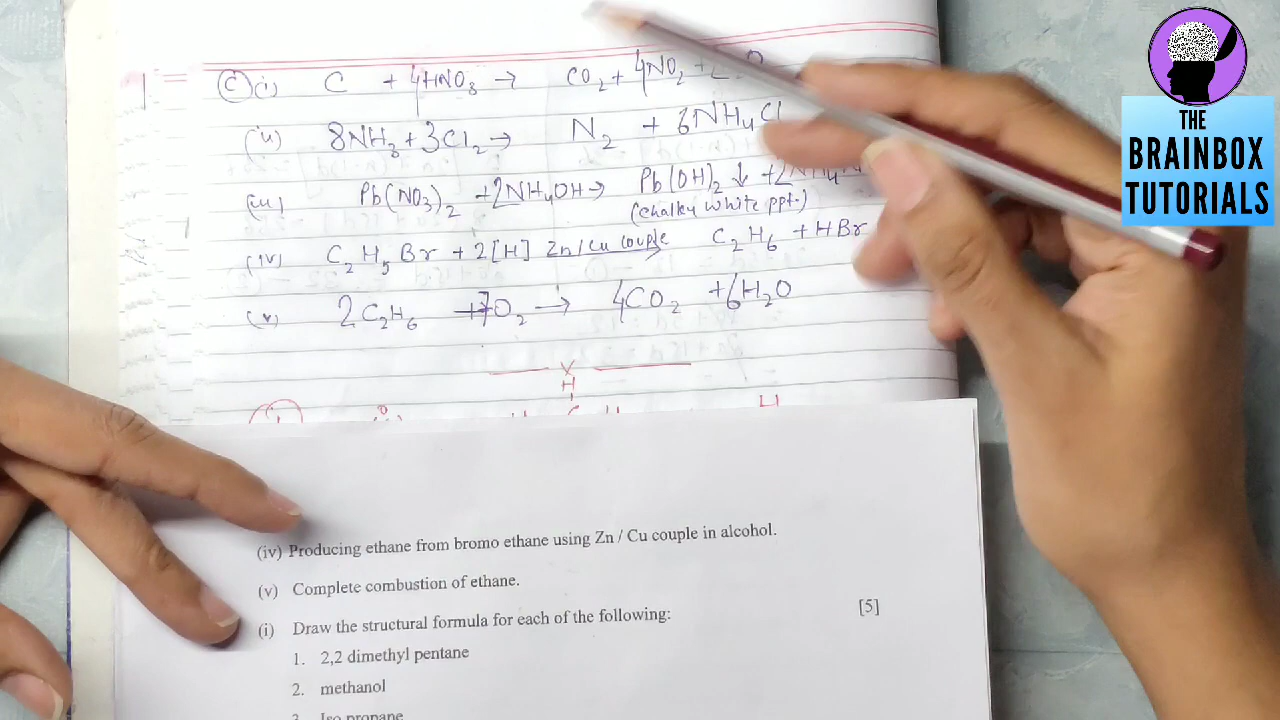 (C) (i) C + 4HNO3 → CO2 + 4NO2 +
(ii) 8NH3 + 3Cl2 → N2 + 6NH4Cl
(iii) Pb(NO3)2 + 2NH4OH → Pb(OH)2 ↓ +
(chalky white ppt.)
(iv) C2H5Br + 2[H] Zn/Cu couple C2H6 + HBr
(v) 2C2H6 + 7O2 → 4CO2 + 6H2O
THE
BRAINBOX
TUTORIALS
(iv) Producing ethane from bromo ethane using Zn / Cu couple in alcohol.
(v) Complete combustion of ethane.
(i) Draw the structural formula for each of the following: [5]
1. 2,2 dimethyl pentane
2. methanol
3. Iso propane